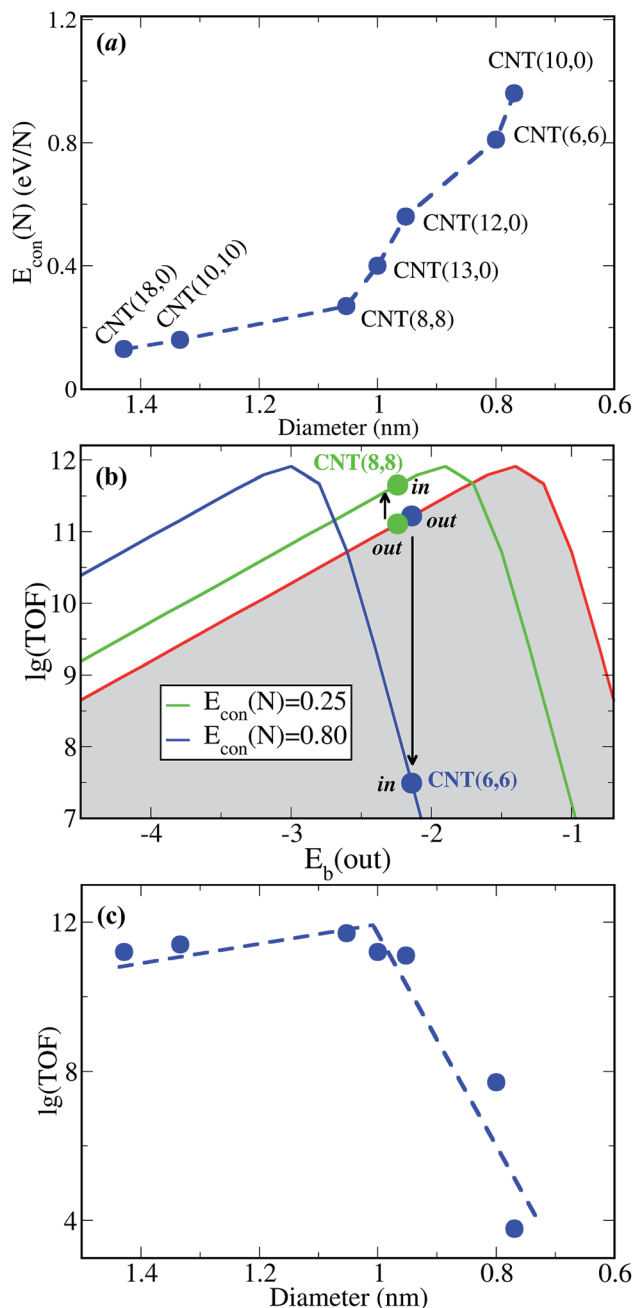 (a)
1.2
0.8
0.4
0
E_con(N) (eV/N)
CNT(10,0)
CNT(6,6)
CNT(12,0)
CNT(13,0)
CNT(8,8)
CNT(18,0)
CNT(10,10)
1.4 1.2 1 0.8 0.6
Diameter (nm)
(b)
12
11
10
9
8
7
lg(TOF)
CNT(8,8)
in
out
out
E_con(N)=0.25
E_con(N)=0.80
in
CNT(6,6)
-4 -3 -2 -1
E_b(out)
(c)
12
8
4
lg(TOF)
1.4 1.2 1 0.8 0.6
Diameter (nm)